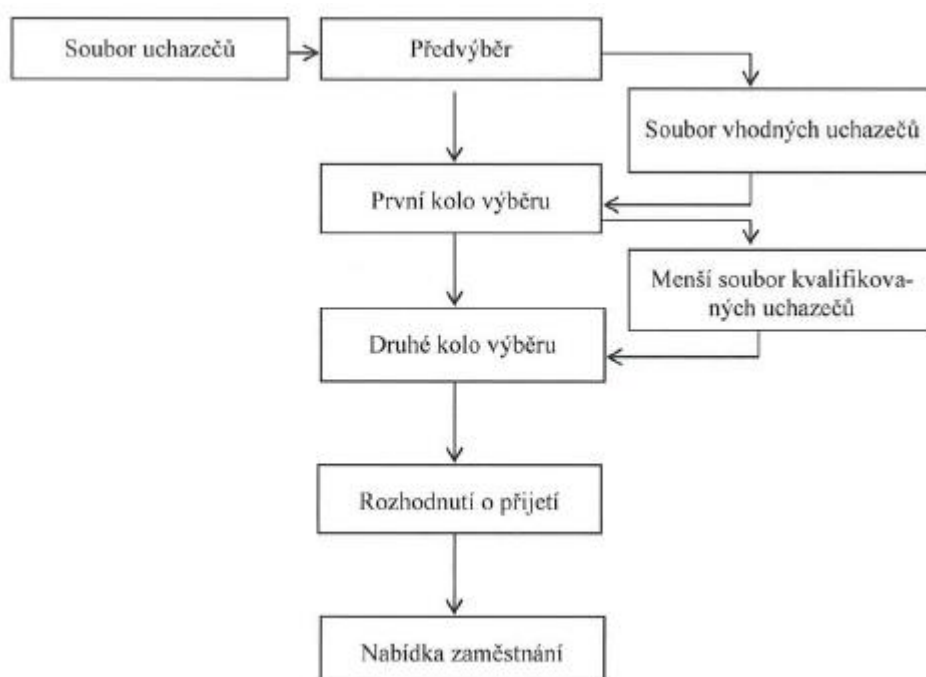 Soubor uchazečů
Předvýběr
Soubor vhodných uchazečů
První kolo výběru
Menší soubor kvalifikova-
ných uchazečů
Druhé kolo výběru
Rozhodnutí o přijetí
Nabídka zaměstnání